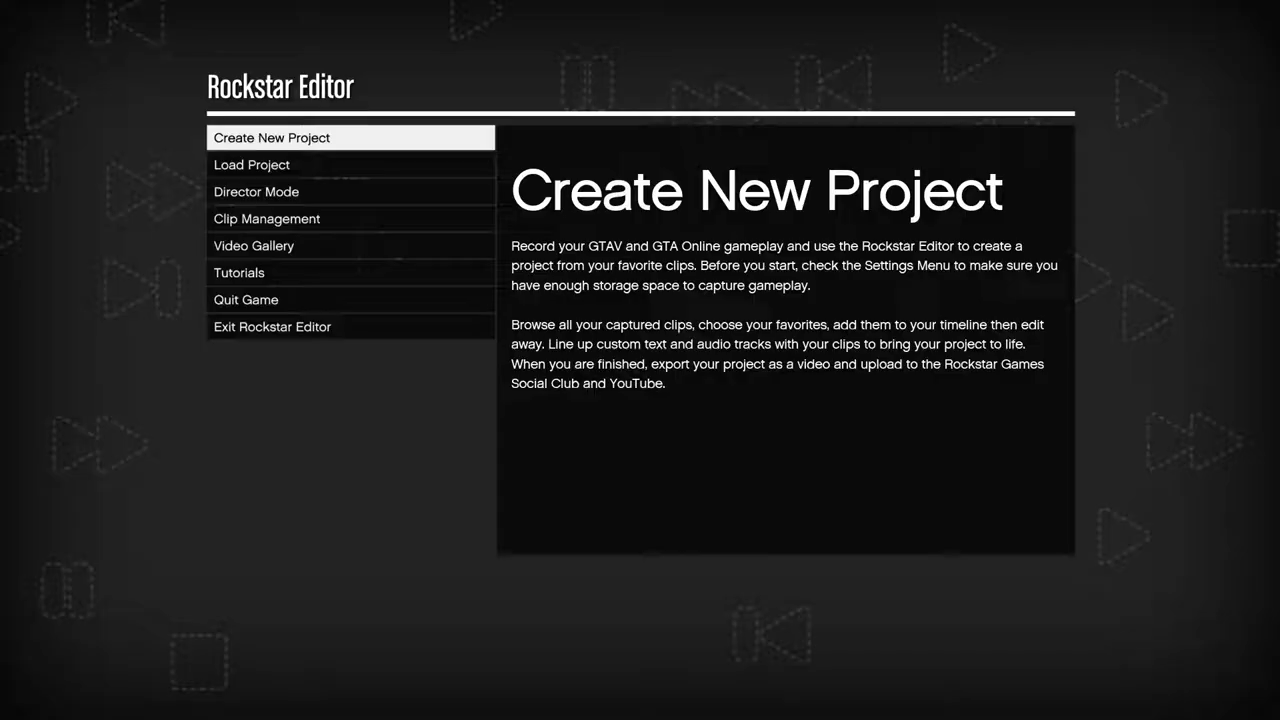 Rockstar Editor
Create New Project
Load Project
Director Mode
Clip Management
Video Gallery
Tutorials
Quit Game
Exit Rockstar Editor
Create New Project
Record your GTAV and GTA Online gameplay and use the Rockstar Editor to create a
project from your favorite clips. Before you start, check the Settings Menu to make sure you
have enough storage space to capture gameplay.
Browse all your captured clips, choose your favorites, add them to your timeline then edit
away. Line up custom text and audio tracks with your clips to bring your project to life.
When you are finished, export your project as a video and upload to the Rockstar Games
Social Club and YouTube.